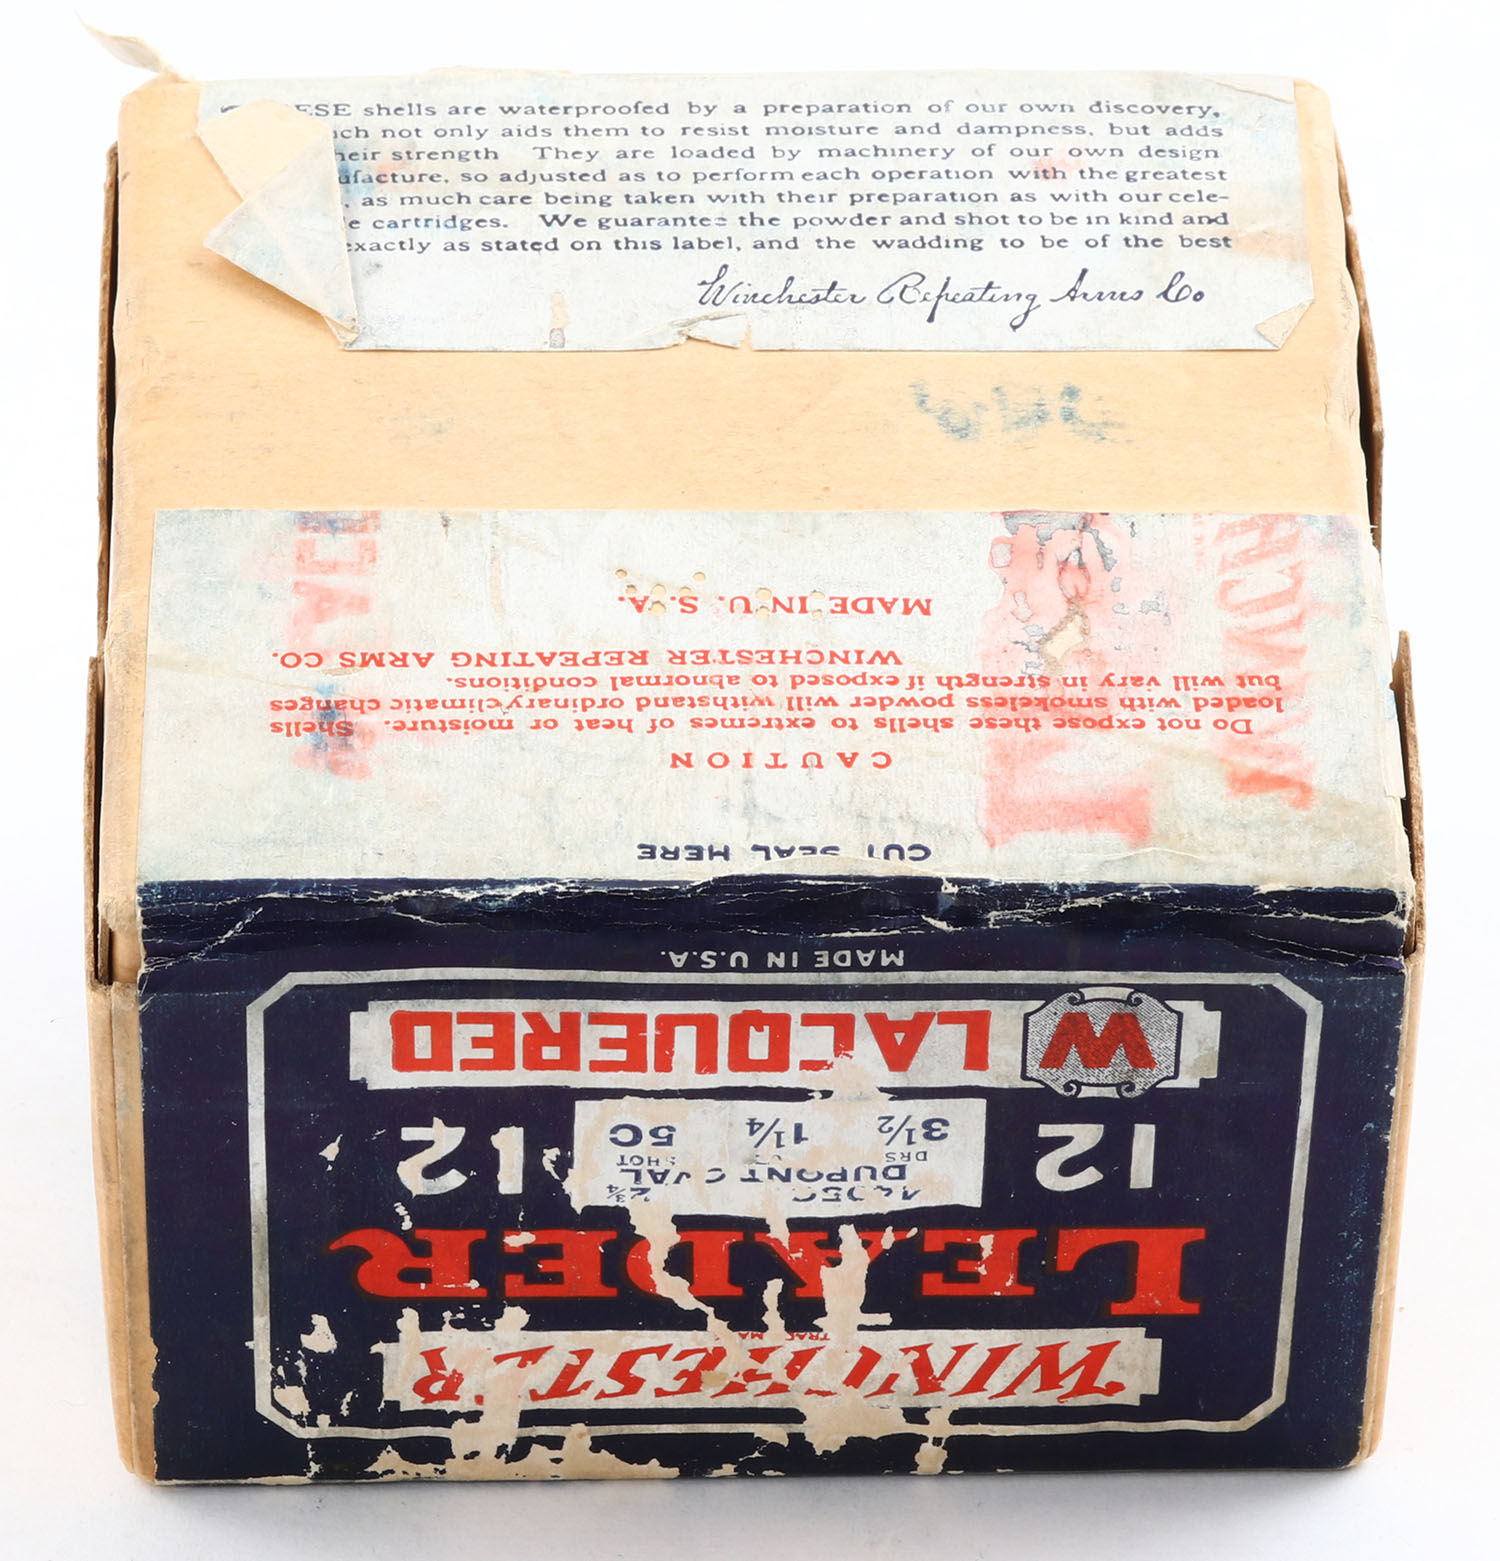 ESE shells are waterproofed by a preparation of our own discovery,
ich not only aids them to resist moisture and dampness, but adds
heir strength They are loaded by machinery of our own design
ufacture, so adjusted as to perform each operation with the greatest
, as much care being taken with their preparation as with our cele-
e cartridges. We guarantee the powder and shot to be in kind and
exactly as stated on this label, and the wadding to be of the best
Winchester Repeating Arms Co
CUT SEAL HERE
CAUTION
Do not expose these shells to extremes of heat or moisture. Shells
loaded with smokeless powder will withstand ordinary climatic changes
but will vary in strength if exposed to abnormal conditions.
WINCHESTER REPEATING ARMS CO.
MADE IN U.S.A.
WINCHESTER
LEADER
12 12 12
DUPONT OVAL 2¾
DRS SHOT
3½ 1¼ 5C
W LACQUERED
MADE IN U.S.A.